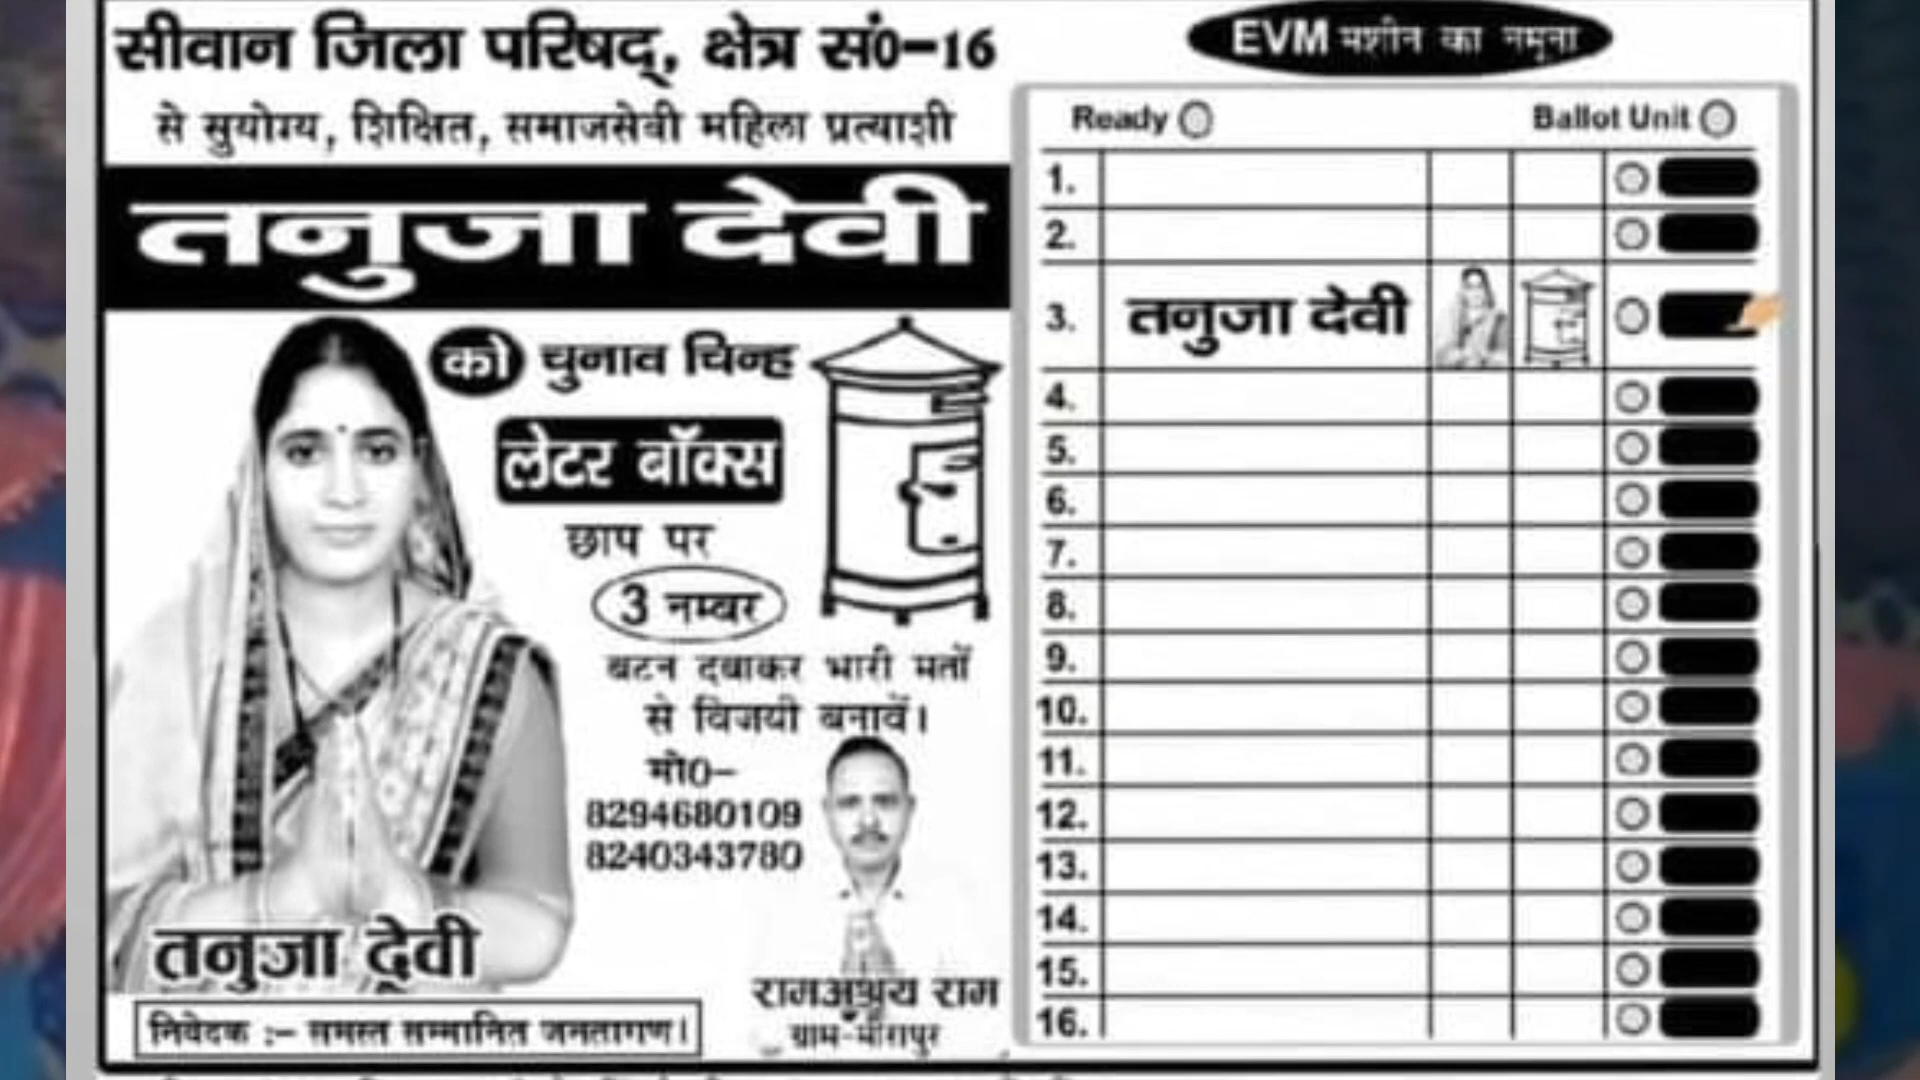 सीवान जिला परिषद्, क्षेत्र सं0-16
से सुयोग्य, शिक्षित, समाजसेवी महिला प्रत्याशी
तनुजा देवी
को चुनाव चिन्ह
लेटर बॉक्स
छाप पर
3 नम्बर
बटन दबाकर भारी मतों
से विजयी बनावें।
मो0-
8294680109
8240343780
तनुजा देवी
रामअश्रय राम
ग्राम-मीरापुर
निवेदक :- समस्त सम्मानित जनतागण।
EVM मशीन का नमूना
Ready
Ballot Unit
1.
2.
3. तनुजा देवी
4.
5.
6.
7.
8.
9.
10.
11.
12.
13.
14.
15.
16.